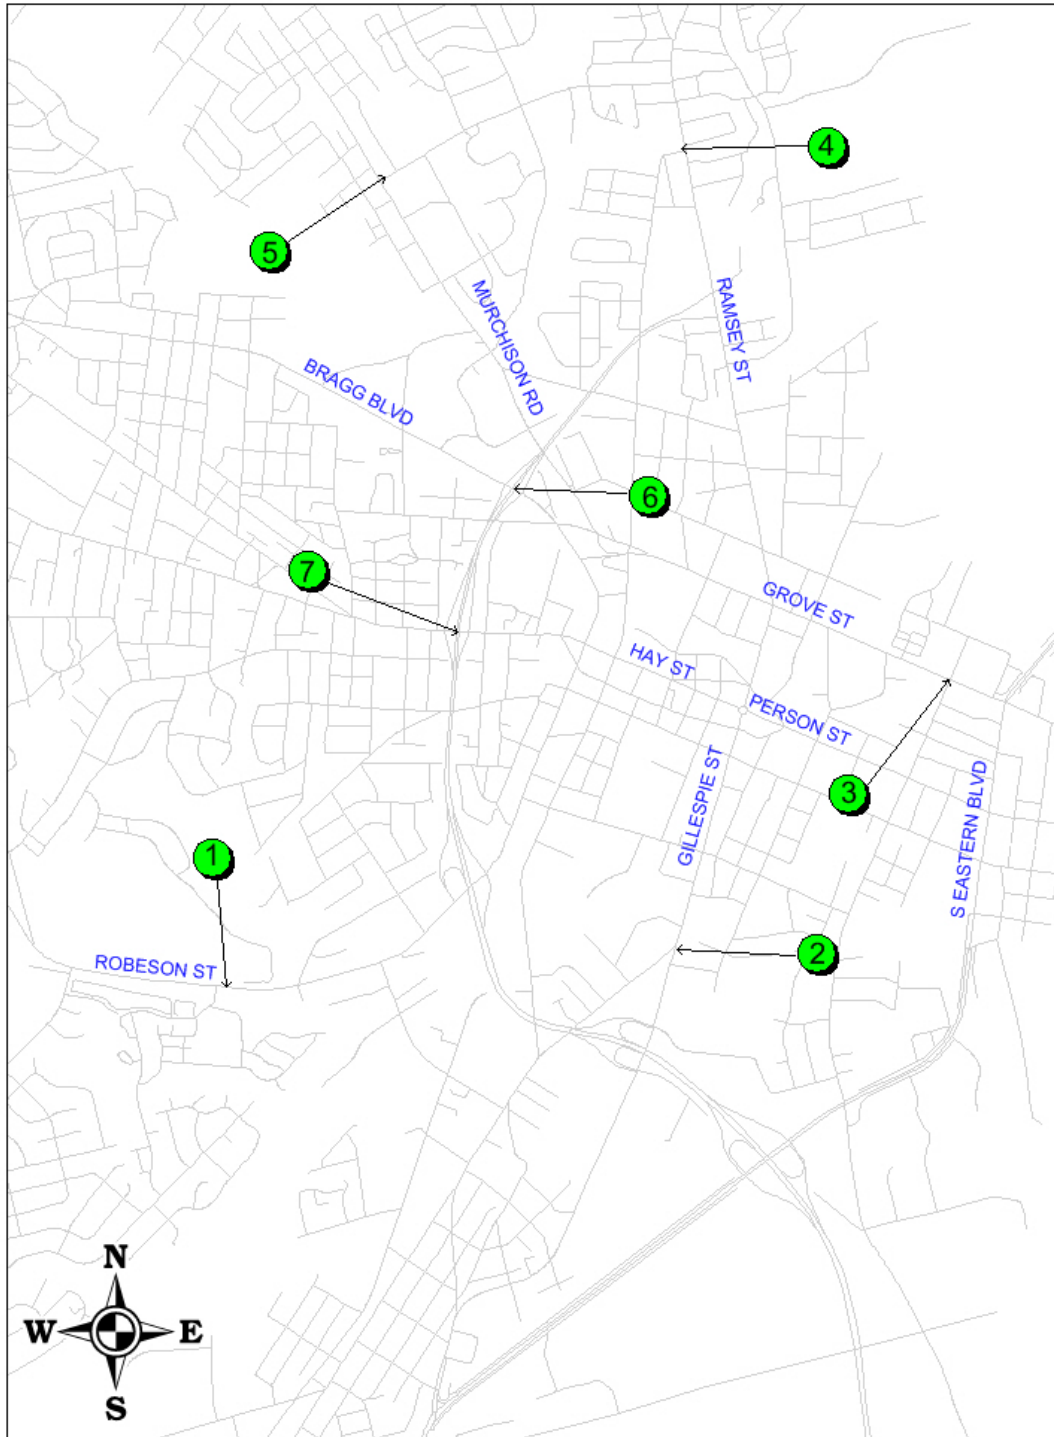 4
5
RAMSEY ST
MURCHISON RD
BRAGG BLVD
6
7
GROVE ST
HAY ST
PERSON ST
GILLESPIE ST
3
S EASTERN BLVD
1
2
ROBESON ST
N
W E
S